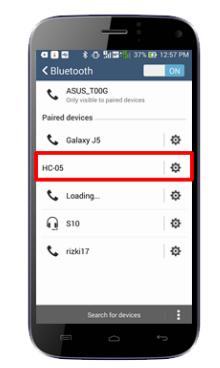 37% 12:57 PM
Bluetooth ON
ASUS_T00G
Only visible to paired devices
Paired devices
Galaxy J5
HC-05
Loading...
S10
rizki17
Search for devices